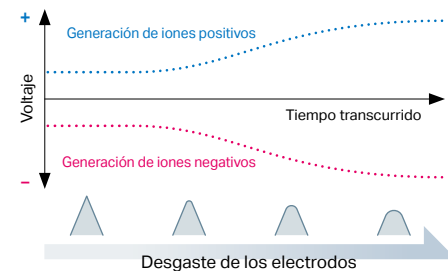 +
Generación de iones positivos
Voltaje
Tiempo transcurrido
Generación de iones negativos
−
Desgaste de los electrodos